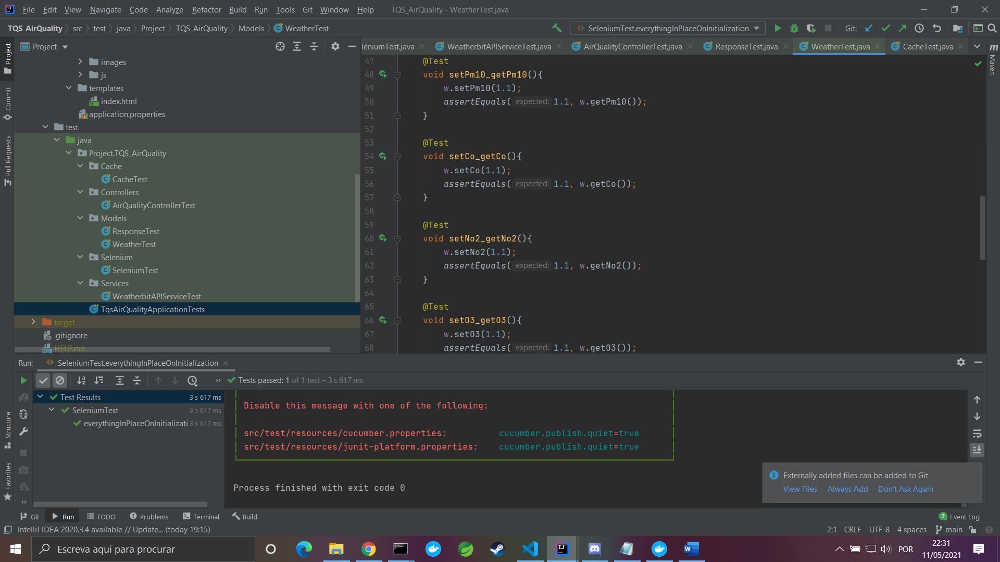 File Edit View Navigate Code Analyze Refactor Build Run Tools Git Window Help TQS_AirQuality - WeatherTest.java
TQS_AirQuality src test java Project TQS_AirQuality Models WeatherTest SeleniumTest.everythingInPlaceOnInitialization Git:
Project
leniumTest.java WeatherbitAPIServiceTest.java AirQualityControllerTest.java ResponseTest.java WeatherTest.java CacheTest.java
Project
Commit
Pull Requests
Structure
Favorites
Maven
images
js
templates
index.html
application.properties
test
java
Project.TQS_AirQuality
Cache
CacheTest
Controllers
AirQualityControllerTest
Models
ResponseTest
WeatherTest
Selenium
SeleniumTest
Services
WeatherbitAPIServiceTest
TqsAirQualityApplicationTests
target
.gitignore
HELP.md
47 @Test
48 void setPm10_getPm10(){
49 w.setPm10(1.1);
50 assertEquals( expected: 1.1, w.getPm10());
51 }
52
53 @Test
54 void setCo_getCo(){
55 w.setCo(1.1);
56 assertEquals( expected: 1.1, w.getCo());
57 }
58
59 @Test
60 void setNo2_getNo2(){
61 w.setNo2(1.1);
62 assertEquals( expected: 1.1, w.getNo2());
63 }
64
65 @Test
66 void setO3_getO3(){
67 w.setO3(1.1);
68 assertEquals( expected: 1.1, w.getO3());
Run: SeleniumTest.everythingInPlaceOnInitialization
Tests passed: 1 of 1 test – 3 s 617 ms
Test Results 3 s 617 ms
SeleniumTest 3 s 617 ms
everythingInPlaceOnInitializati 3 s 617 ms
Disable this message with one of the following:
src/test/resources/cucumber.properties: cucumber.publish.quiet=true
src/test/resources/junit-platform.properties: cucumber.publish.quiet=true
Process finished with exit code 0
Externally added files can be added to Git
View Files Always Add Don't Ask Again
Git Run TODO Problems Terminal Build 2 Event Log
IntelliJ IDEA 2020.3.4 available // Update... (today 19:15) 2:1 CRLF UTF-8 4 spaces main
Escreva aqui para procurar
POR
22:31
11/05/2021